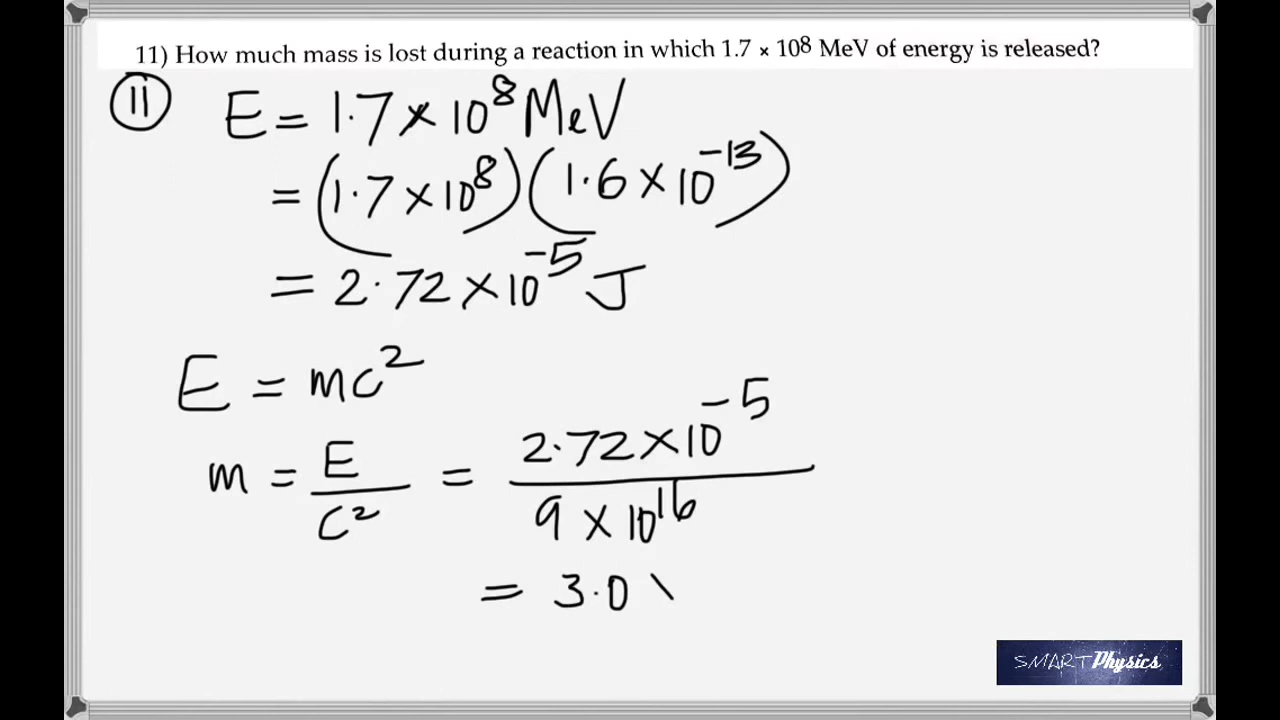 11) How much mass is lost during a reaction in which 1.7 × 10⁸ MeV of energy is released?
11 E = 1.7 × 10⁸ MeV
= (1.7 × 10⁸) (1.6 × 10⁻¹³)
= 2.72 × 10⁻⁵ J
E = mc²
m = E/C² = 2.72 × 10⁻⁵ / 9 × 10¹⁶
= 3.0 \
SMART Physics